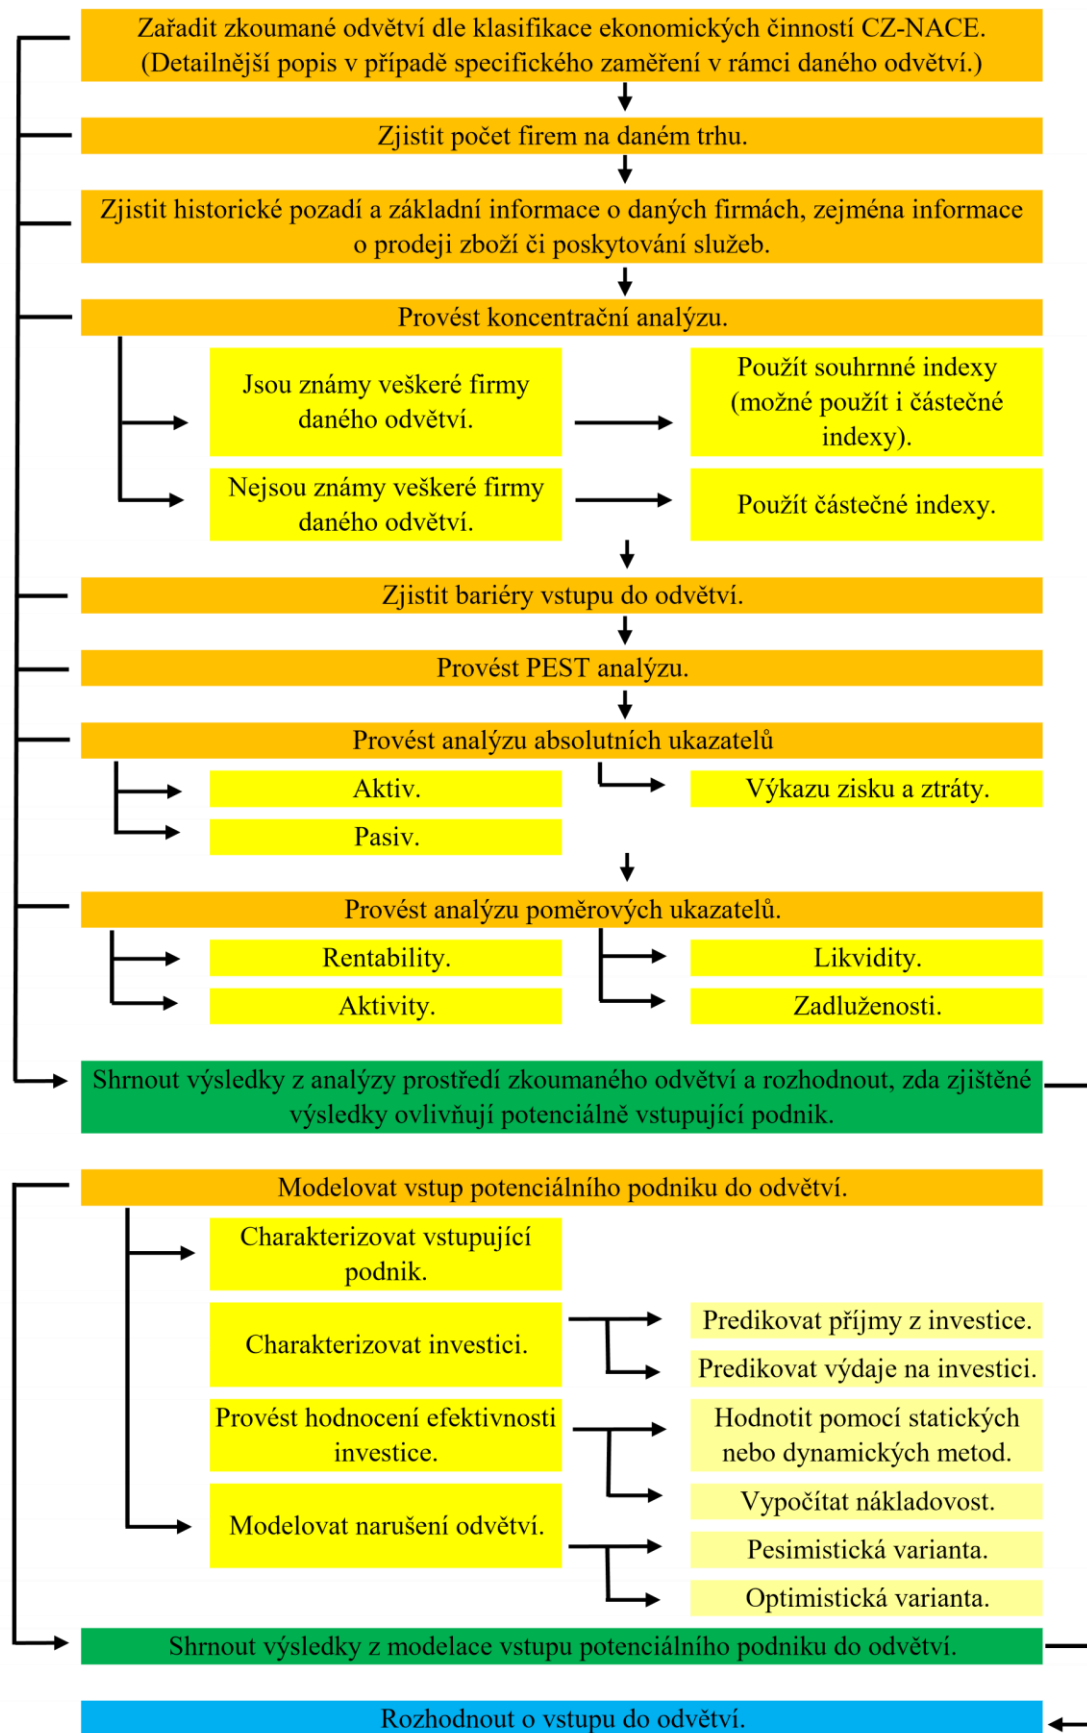 Zařadit zkoumané odvětví dle klasifikace ekonomických činností CZ-NACE.
(Detailnější popis v případě specifického zaměření v rámci daného odvětví.)
Zjistit počet firem na daném trhu.
Zjistit historické pozadí a základní informace o daných firmách, zejména informace
o prodeji zboží či poskytování služeb.
Provést koncentrační analýzu.
Jsou známy veškeré firmy
daného odvětví.
Použít souhrnné indexy
(možné použít i částečné
indexy).
Nejsou známy veškeré firmy
daného odvětví.
Použít částečné indexy.
Zjistit bariéry vstupu do odvětví.
Provést PEST analýzu.
Provést analýzu absolutních ukazatelů
Aktiv.
Výkazu zisku a ztráty.
Pasiv.
Provést analýzu poměrových ukazatelů.
Rentability.
Likvidity.
Aktivity.
Zadluženosti.
Shrnout výsledky z analýzy prostředí zkoumaného odvětví a rozhodnout, zda zjištěné
výsledky ovlivňují potenciálně vstupující podnik.
Modelovat vstup potenciálního podniku do odvětví.
Charakterizovat vstupující
podnik.
Charakterizovat investici.
Predikovat příjmy z investice.
Predikovat výdaje na investici.
Provést hodnocení efektivnosti
investice.
Hodnotit pomocí statických
nebo dynamických metod.
Vypočítat nákladovost.
Modelovat narušení odvětví.
Pesimistická varianta.
Optimistická varianta.
Shrnout výsledky z modelace vstupu potenciálního podniku do odvětví.
Rozhodnout o vstupu do odvětví.